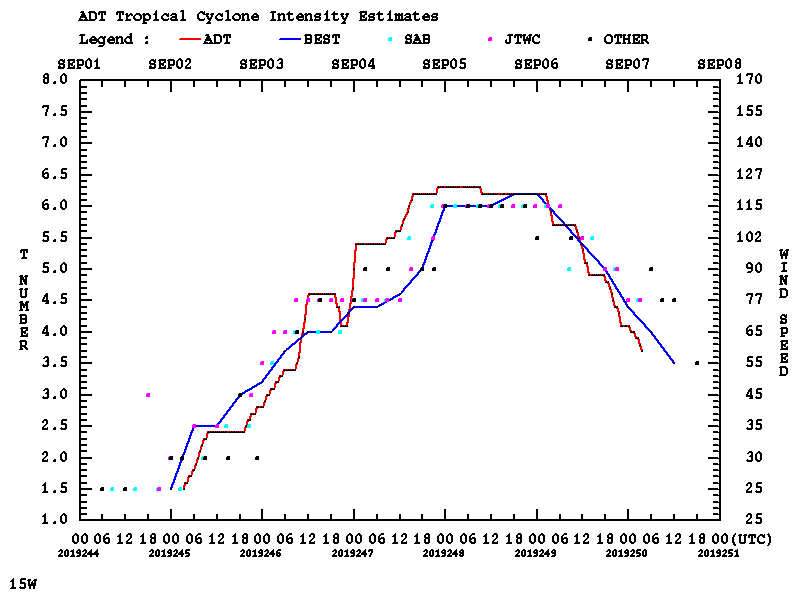 ADT Tropical Cyclone Intensity Estimates
Legend : ADT BEST SAB JTWC OTHER
SEP01 SEP02 SEP03 SEP04 SEP05 SEP06 SEP07 SEP08
8.0 170
7.5 155
7.0 140
6.5 127
6.0 115
5.5 102
5.0 90
4.5 77
4.0 65
3.5 55
3.0 45
2.5 35
2.0 30
1.5 25
1.0 25
T NUMBER
WIND SPEED
00 06 12 18 00 06 12 18 00 06 12 18 00 06 12 18 00 06 12 18 00 06 12 18 00 06 12 18 00 (UTC)
2019244 2019245 2019246 2019247 2019248 2019249 2019250 2019251
15W